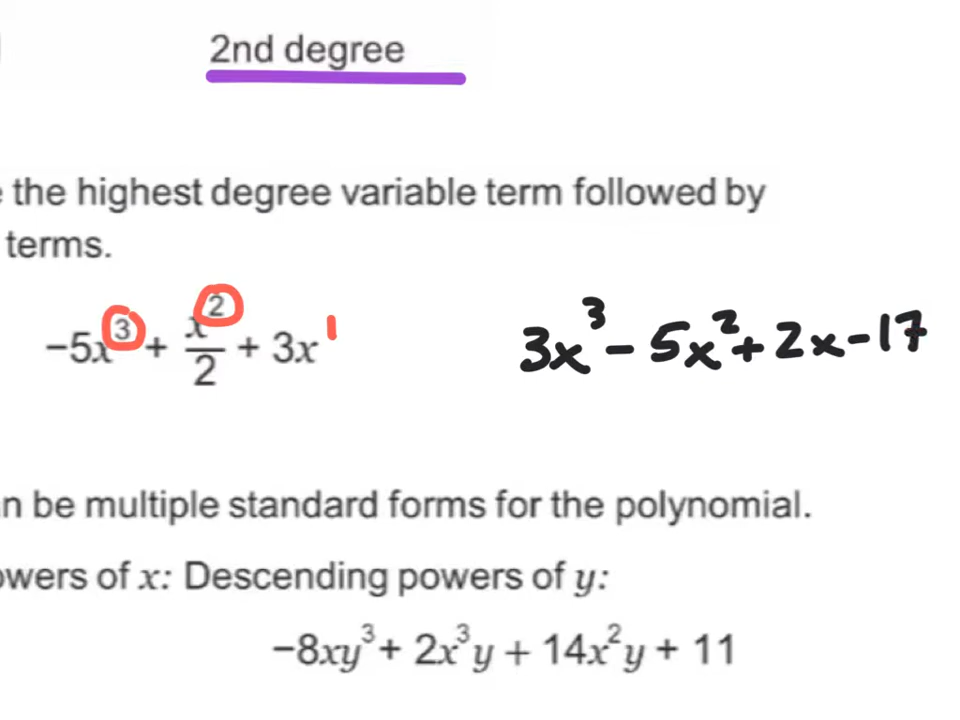 2nd degree
the highest degree variable term followed by
terms.
−5x³ + x²/2 + 3x¹
3x³ − 5x² + 2x − 17
be multiple standard forms for the polynomial.
of x: Descending powers of y:
−8xy³ + 2x³y + 14x²y + 11